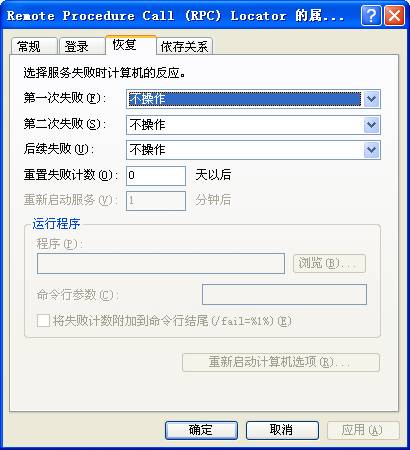 Remote Procedure Call (RPC) Locator 的属...
常规 登录 恢复 依存关系
选择服务失败时计算机的反应。
第一次失败(F): 不操作
第二次失败(S): 不操作
后续失败(U): 不操作
重置失败计数(O): 0 天以后
重新启动服务(V): 1 分钟后
运行程序
程序(P):
浏览(B)...
命令行参数(C):
将失败计数附加到命令行结尾(/fail=%1%)(E)
重新启动计算机选项(R)...
确定 取消 应用(A)